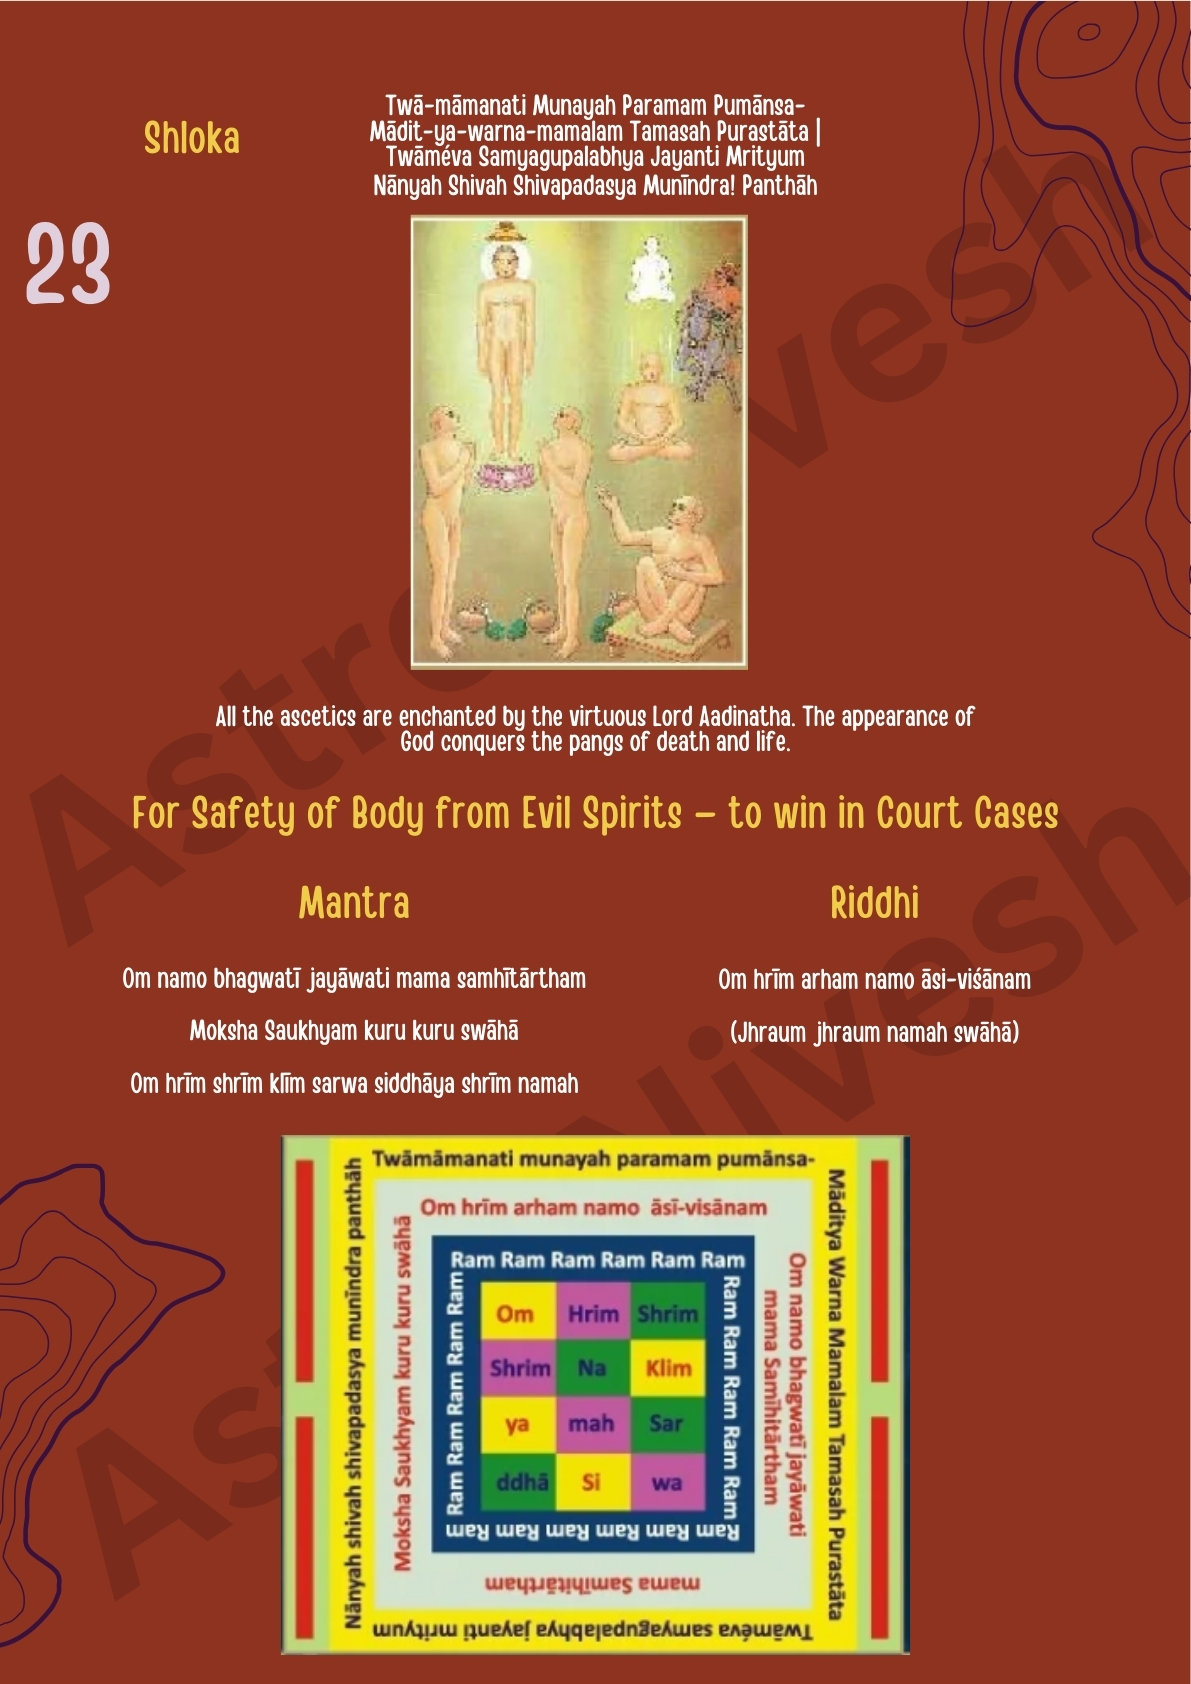 Shloka
Twā-māmanati Munayah Paramam Pumānsa-
Mādit-ya-warna-mamalam Tamasah Purastāta |
Twāméva Samyagupalabhya Jayanti Mrityum
Nānyah Shivah Shivapadasya Munīndra! Panthāh
23
All the ascetics are enchanted by the virtuous Lord Aadinatha. The appearance of
God conquers the pangs of death and life.
For Safety of Body from Evil Spirits – to win in Court Cases
Mantra
Om namo bhagwatī jayāwati mama samhītārtham
Moksha Saukhyam kuru kuru swāhā
Om hrīm shrīm klīm sarwa siddhāya shrīm namah
Riddhi
Om hrīm arham namo āsi-viśānam
(Jhraum jhraum namah swāhā)
Twāmāmanati munayah paramam pumānsa-
Māditya Warna Mamalam Tamasah Purastāta
Twāméva samyagupalabhya jayanti mrityum
Nānyah shivah shivapadasya munīndra panthāh
Om hrīm arham namo āsī-visānam
Om namo bhagwatī jayāwati
mama Samīhitārtham
mama Samīhitārtham
Moksha Saukhyam kuru kuru swāhā
Ram Ram Ram Ram Ram Ram
Ram Ram Ram Ram Ram Ram
Ram Ram Ram Ram Ram Ram
Ram Ram Ram Ram Ram Ram
Om Hrim Shrim
Shrim Na Klim
ya mah Sar
ddhā Si wa
Astro Nivesh
Astro Nivesh